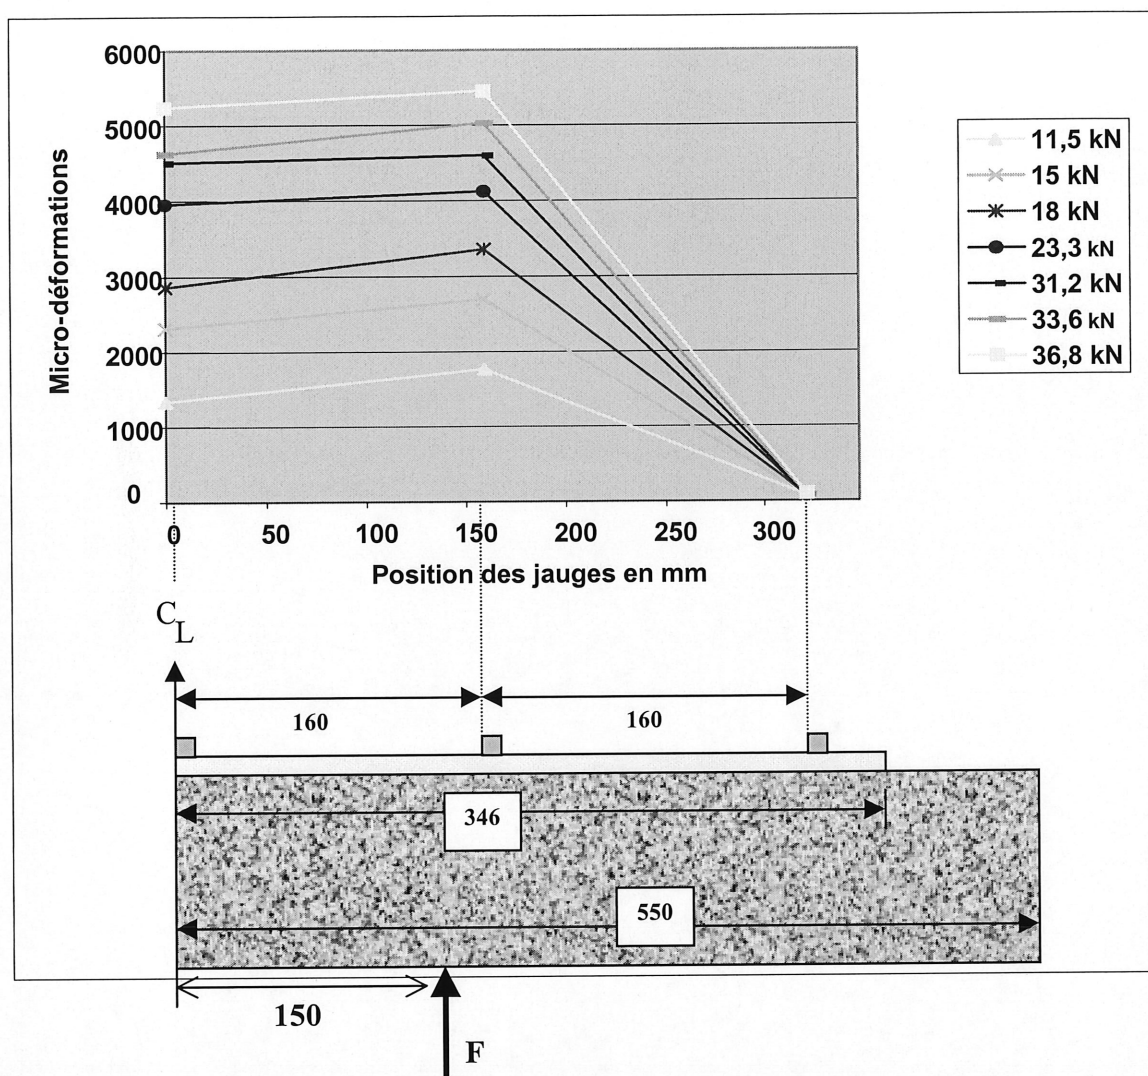 6000
5000
4000
3000
2000
1000
0
Micro-déformations
0 50 100 150 200 250 300
Position des jauges en mm
11,5 kN
15 kN
18 kN
23,3 kN
31,2 kN
33,6 kN
36,8 kN
CL
160 160
346
550
150
F